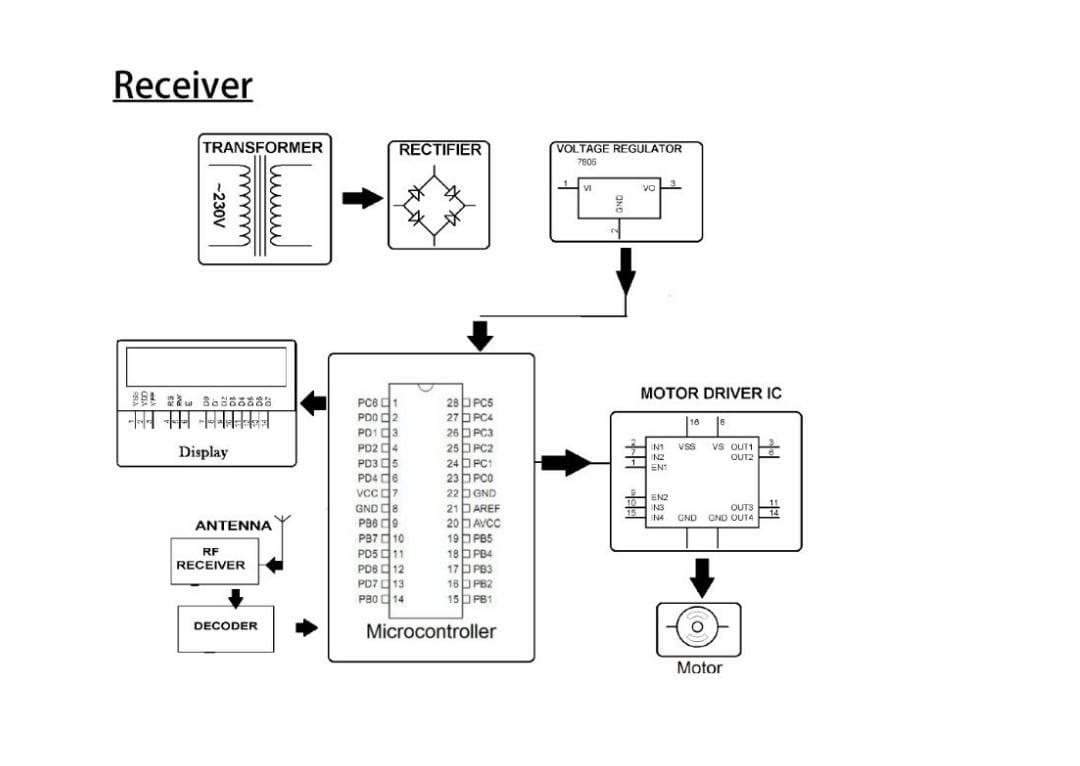 Receiver
TRANSFORMER
~230V
RECTIFIER
VOLTAGE REGULATOR
7805
1 VI VO 3
GND
2
VSS VDD VEE RS RW E D0 D1 D2 D3 D4 D5 D6 D7
1 2 3 4 5 6 7 8 9 10 11 12 13 14
Display
ANTENNA
RF
RECEIVER
DECODER
PC6 1 28 PC5
PD0 2 27 PC4
PD1 3 26 PC3
PD2 4 25 PC2
PD3 5 24 PC1
PD4 6 23 PC0
VCC 7 22 GND
GND 8 21 AREF
PB6 9 20 AVCC
PB7 10 19 PB5
PD5 11 18 PB4
PD6 12 17 PB3
PD7 13 16 PB2
PB0 14 15 PB1
Microcontroller
MOTOR DRIVER IC
16 8
2 IN1 VSS VS OUT1 3
7 IN2 OUT2 6
1 EN1
9 EN2
10 IN3 OUT3 11
15 IN4 GND GND OUT4 14
Motor